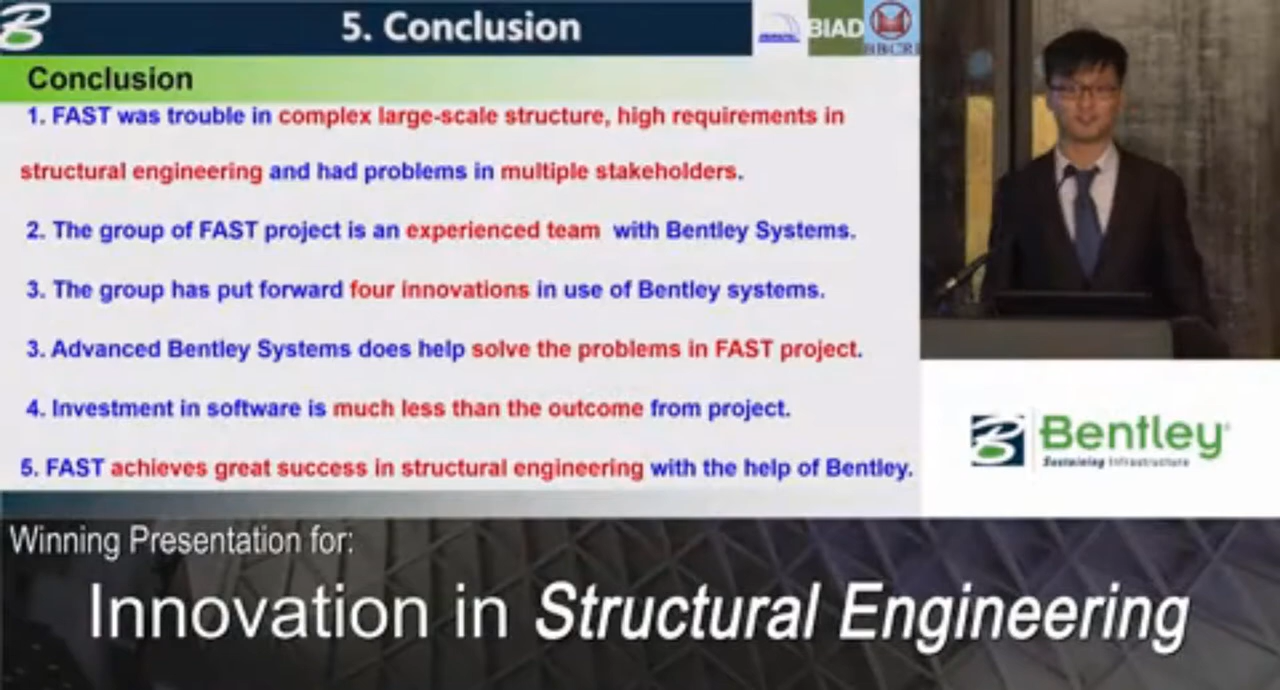 5. Conclusion
BIAD
BBCRI
Conclusion
1. FAST was trouble in complex large-scale structure, high requirements in
structural engineering and had problems in multiple stakeholders.
2. The group of FAST project is an experienced team with Bentley Systems.
3. The group has put forward four innovations in use of Bentley systems.
3. Advanced Bentley Systems does help solve the problems in FAST project.
4. Investment in software is much less than the outcome from project.
5. FAST achieves great success in structural engineering with the help of Bentley.
Bentley
Sustaining Infrastructure
Winning Presentation for:
Innovation in Structural Engineering